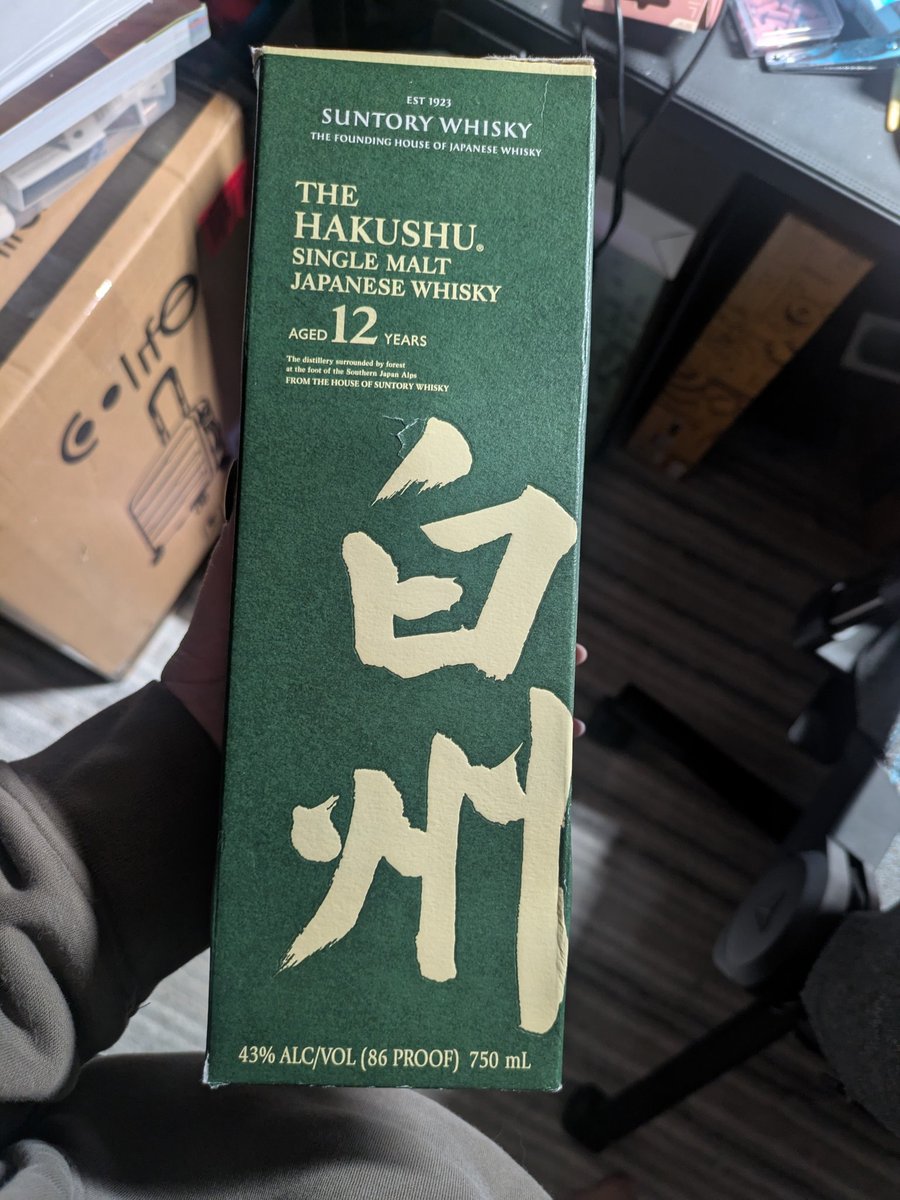 EST 1923
SUNTORY WHISKY
THE FOUNDING HOUSE OF JAPANESE WHISKY
THE
HAKUSHU®
SINGLE MALT
JAPANESE WHISKY
AGED 12 YEARS
The distillery surrounded by forest
at the foot of the Southern Japan Alps
FROM THE HOUSE OF SUNTORY WHISKY
白
州
43% ALC/VOL (86 PROOF) 750 mL